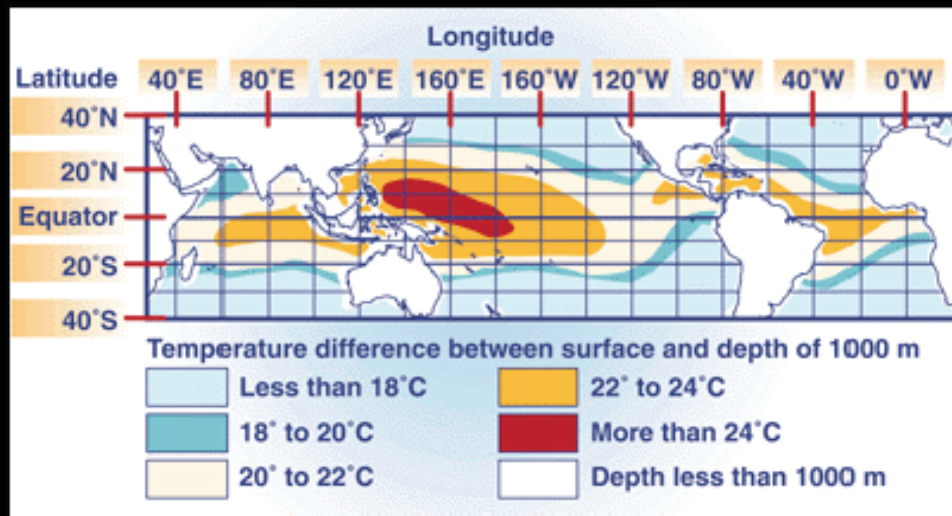 Longitude
Latitude 40˚E 80˚E 120˚E 160˚E 160˚W 120˚W 80˚W 40˚W 0˚W
40˚N
20˚N
Equator
20˚S
40˚S
Temperature difference between surface and depth of 1000 m
Less than 18˚C 22˚ to 24˚C
18˚ to 20˚C More than 24˚C
20˚ to 22˚C Depth less than 1000 m